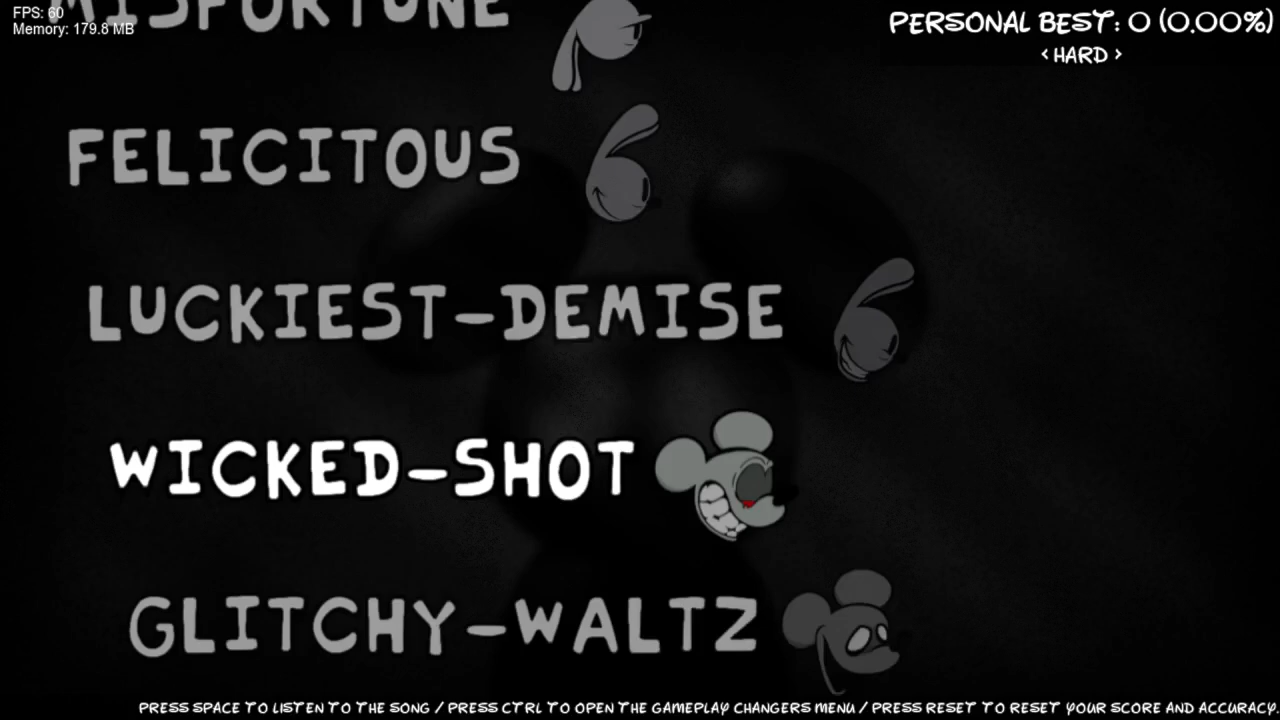 FPS: 60
Memory: 179.8 MB
MISFORTUNE
PERSONAL BEST: 0 (0.00%)
< HARD >
FELICITOUS
LUCKIEST-DEMISE
WICKED-SHOT
GLITCHY-WALTZ
PRESS SPACE TO LISTEN TO THE SONG / PRESS CTRL TO OPEN THE GAMEPLAY CHANGERS MENU / PRESS RESET TO RESET YOUR SCORE AND ACCURACY.